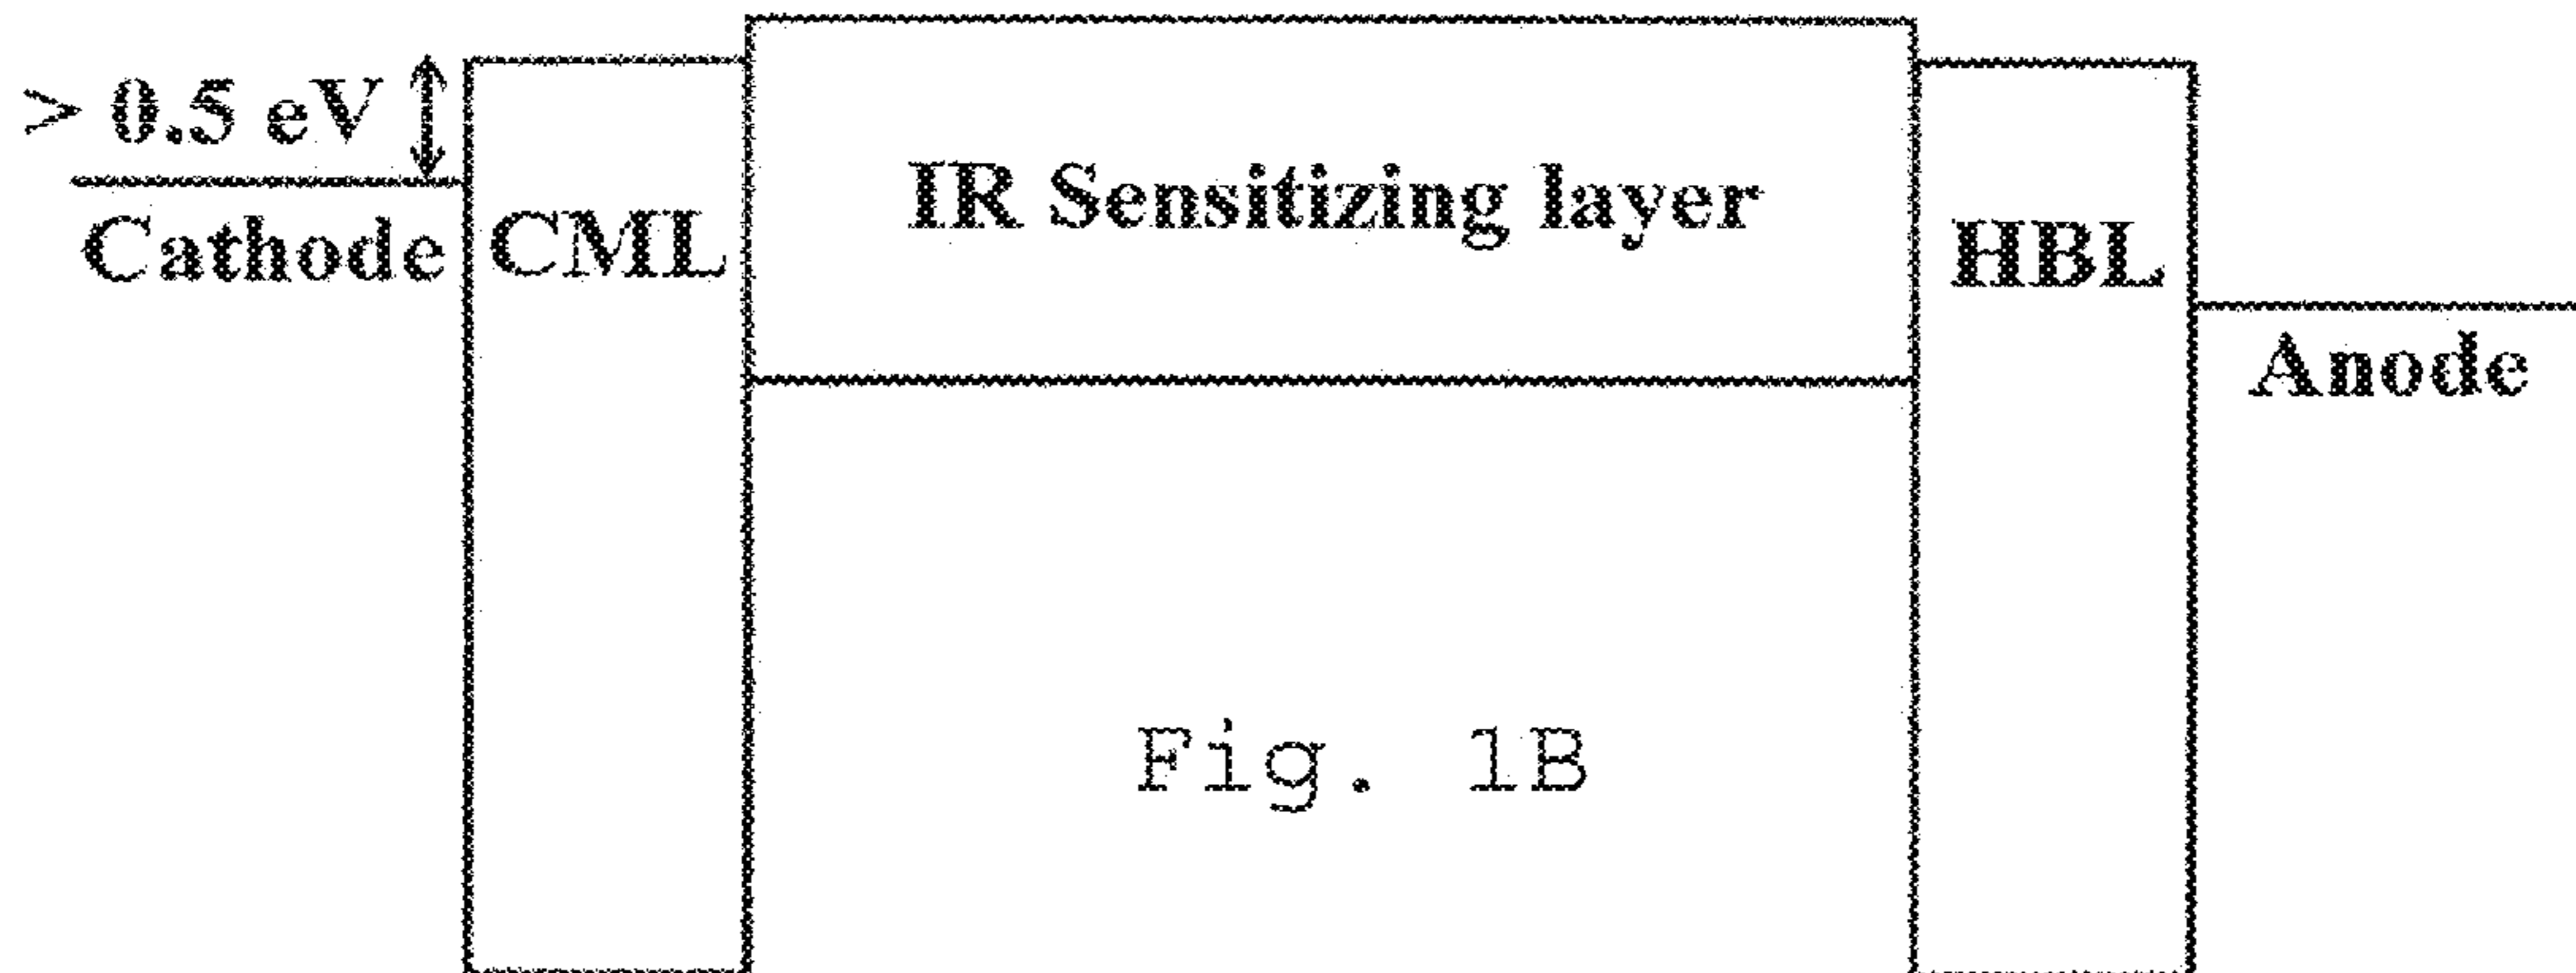 > 0.5 eV
Cathode
CML
IR Sensitizing layer
HBL
Anode
Fig. 1B